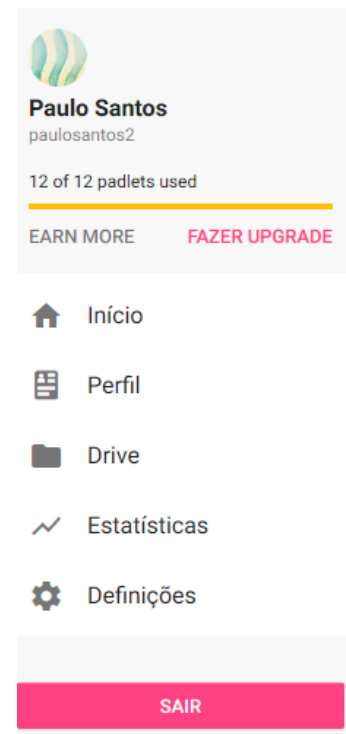 Paulo Santos
paulosantos2
12 of 12 padlets used
EARN MORE FAZER UPGRADE
Início
Perfil
Drive
Estatísticas
Definições
SAIR